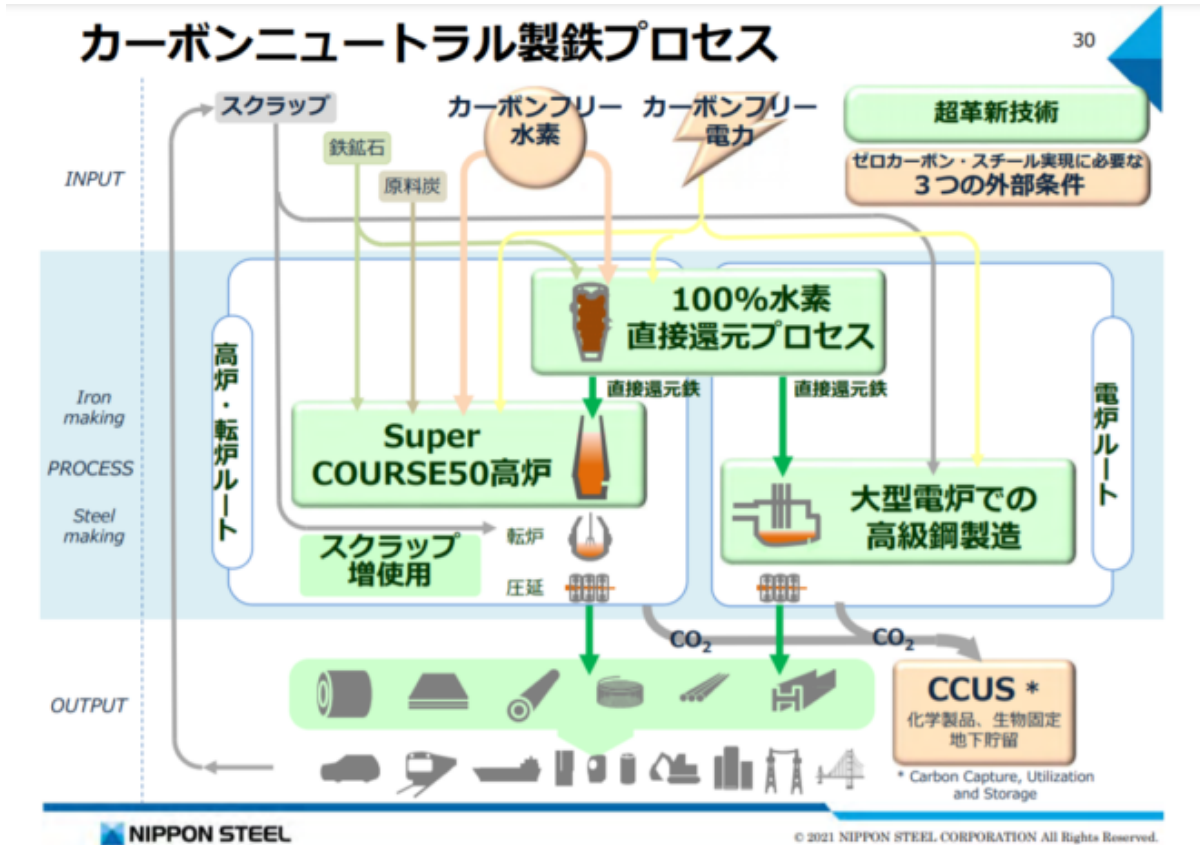 カーボンニュートラル製鉄プロセス
30
スクラップ
カーボンフリー
水素
カーボンフリー
電力
超革新技術
鉄鉱石
原料炭
ゼロカーボン・スチール実現に必要な
3つの外部条件
INPUT
100%水素
直接還元プロセス
高炉・転炉ルート
電炉ルート
直接還元鉄
直接還元鉄
Iron
making
PROCESS
Steel
making
Super
COURSE50高炉
大型電炉での
高級鋼製造
転炉
スクラップ
増使用
圧延
CO₂
CO₂
OUTPUT
CCUS *
化学製品、生物固定
地下貯留
* Carbon Capture, Utilization
and Storage
NIPPON STEEL
© 2021 NIPPON STEEL CORPORATION All Rights Reserved.